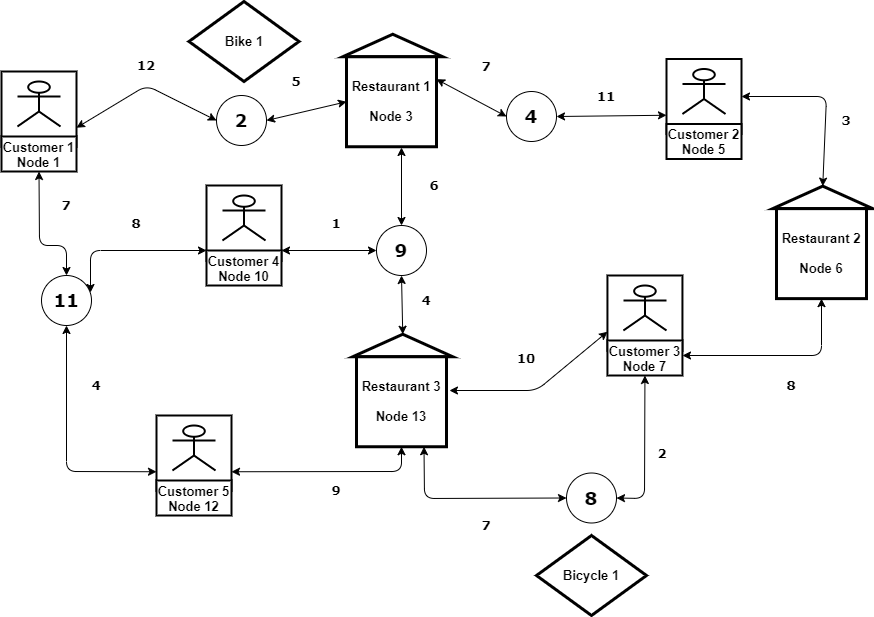 Bike 1
12
5
7
Restaurant 1
Node 3
2
4
11
Customer 1
Node 1
Customer 2
Node 5
3
7
6
8
1
9
Customer 4
Node 10
Restaurant 2
Node 6
11
4
Customer 3
Node 7
10
8
Restaurant 3
Node 13
4
2
9
7
8
Customer 5
Node 12
Bicycle 1